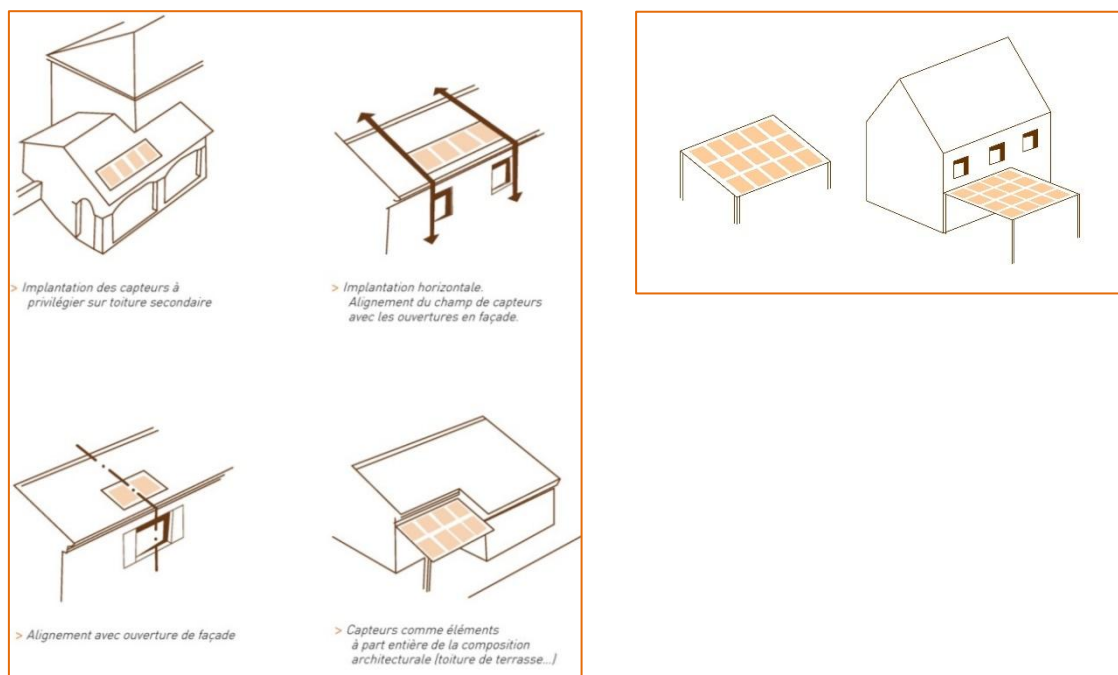 > Implantation des capteurs à
privilégier sur toiture secondaire
> Implantation horizontale.
Alignement du champ de capteurs
avec les ouvertures en façade.
> Alignement avec ouverture de façade
> Capteurs comme éléments
à part entière de la composition
architecturale (toiture de terrasse...)